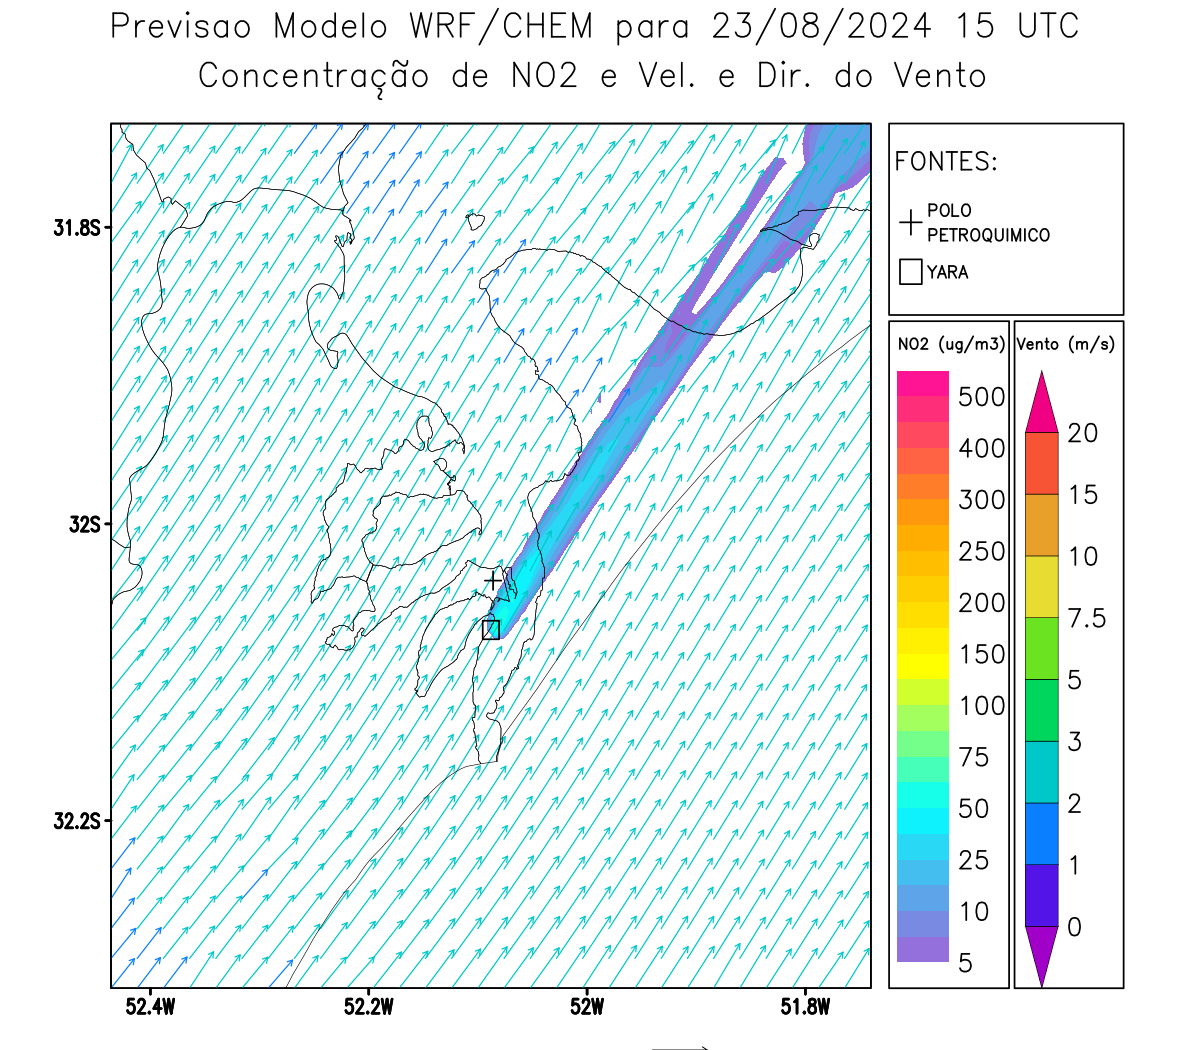 Previsao Modelo WRF/CHEM para 23/08/2024 15 UTC
Concentração de NO2 e Vel. e Dir. do Vento
FONTES:
POLO
PETROQUIMICO
YARA
NO2 (ug/m3)
500
400
300
250
200
150
100
75
50
25
10
5
Vento (m/s)
20
15
10
7.5
5
3
2
1
0
31.8S
32S
32.2S
52.4W
52.2W
52W
51.8W